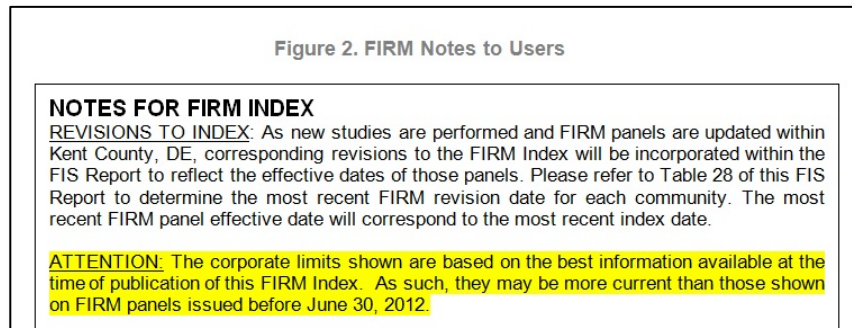 Figure 2. FIRM Notes to Users
NOTES FOR FIRM INDEX
REVISIONS TO INDEX: As new studies are performed and FIRM panels are updated within
Kent County, DE, corresponding revisions to the FIRM Index will be incorporated within the
FIS Report to reflect the effective dates of those panels. Please refer to Table 28 of this FIS
Report to determine the most recent FIRM revision date for each community. The most
recent FIRM panel effective date will correspond to the most recent index date.
ATTENTION: The corporate limits shown are based on the best information available at the
time of publication of this FIRM Index. As such, they may be more current than those shown
on FIRM panels issued before June 30, 2012.